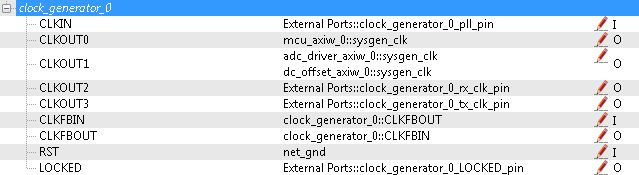 clock_generator_0
CLKIN External Ports::clock_generator_0_pll_pin I
CLKOUT0 mcu_axiw_0::sysgen_clk O
CLKOUT1 adc_driver_axiw_0::sysgen_clk O
dc_offset_axiw_0::sysgen_clk
CLKOUT2 External Ports::clock_generator_0_rx_clk_pin O
CLKOUT3 External Ports::clock_generator_0_tx_clk_pin O
CLKFBIN clock_generator_0::CLKFBOUT I
CLKFBOUT clock_generator_0::CLKFBIN O
RST net_gnd I
LOCKED External Ports::clock_generator_0_LOCKED_pin O